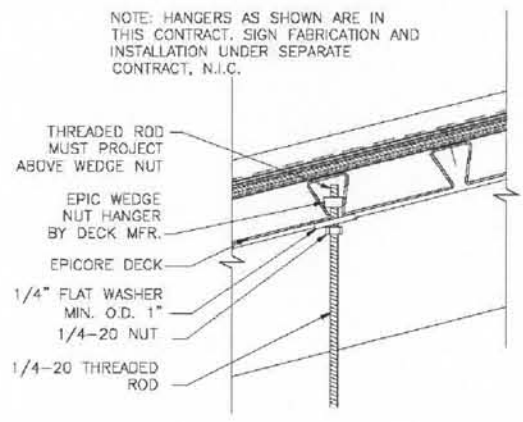 NOTE: HANGERS AS SHOWN ARE IN
THIS CONTRACT. SIGN FABRICATION AND
INSTALLATION UNDER SEPARATE
CONTRACT, N.I.C.
THREADED ROD
MUST PROJECT
ABOVE WEDGE NUT
EPIC WEDGE
NUT HANGER
BY DECK MFR.
EPICORE DECK
1/4" FLAT WASHER
MIN. O.D. 1"
1/4-20 NUT
1/4-20 THREADED
ROD